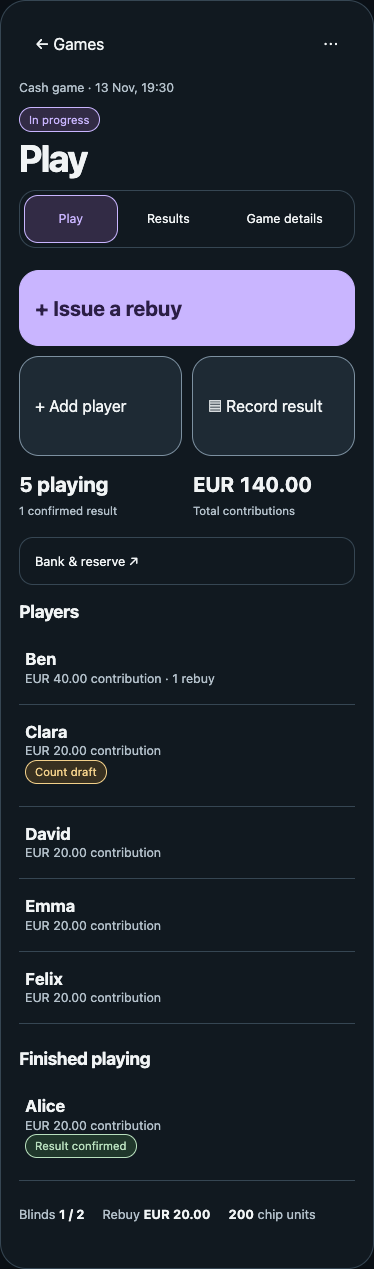 ← Games
...
Cash game · 13 Nov, 19:30
In progress
Play
Play Results Game details
+ Issue a rebuy
+ Add player
▤ Record result
5 playing EUR 140.00
1 confirmed result Total contributions
Bank & reserve ↗
Players
Ben
EUR 40.00 contribution · 1 rebuy
Clara
EUR 20.00 contribution
Count draft
David
EUR 20.00 contribution
Emma
EUR 20.00 contribution
Felix
EUR 20.00 contribution
Finished playing
Alice
EUR 20.00 contribution
Result confirmed
Blinds 1 / 2 Rebuy EUR 20.00 200 chip units